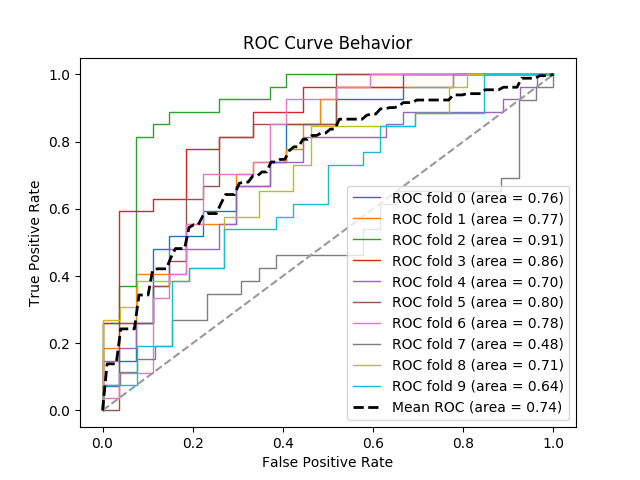 ROC Curve Behavior
True Positive Rate
1.0
0.8
0.6
0.4
0.2
0.0
0.0 0.2 0.4 0.6 0.8 1.0
False Positive Rate
ROC fold 0 (area = 0.76)
ROC fold 1 (area = 0.77)
ROC fold 2 (area = 0.91)
ROC fold 3 (area = 0.86)
ROC fold 4 (area = 0.70)
ROC fold 5 (area = 0.80)
ROC fold 6 (area = 0.78)
ROC fold 7 (area = 0.48)
ROC fold 8 (area = 0.71)
ROC fold 9 (area = 0.64)
Mean ROC (area = 0.74)